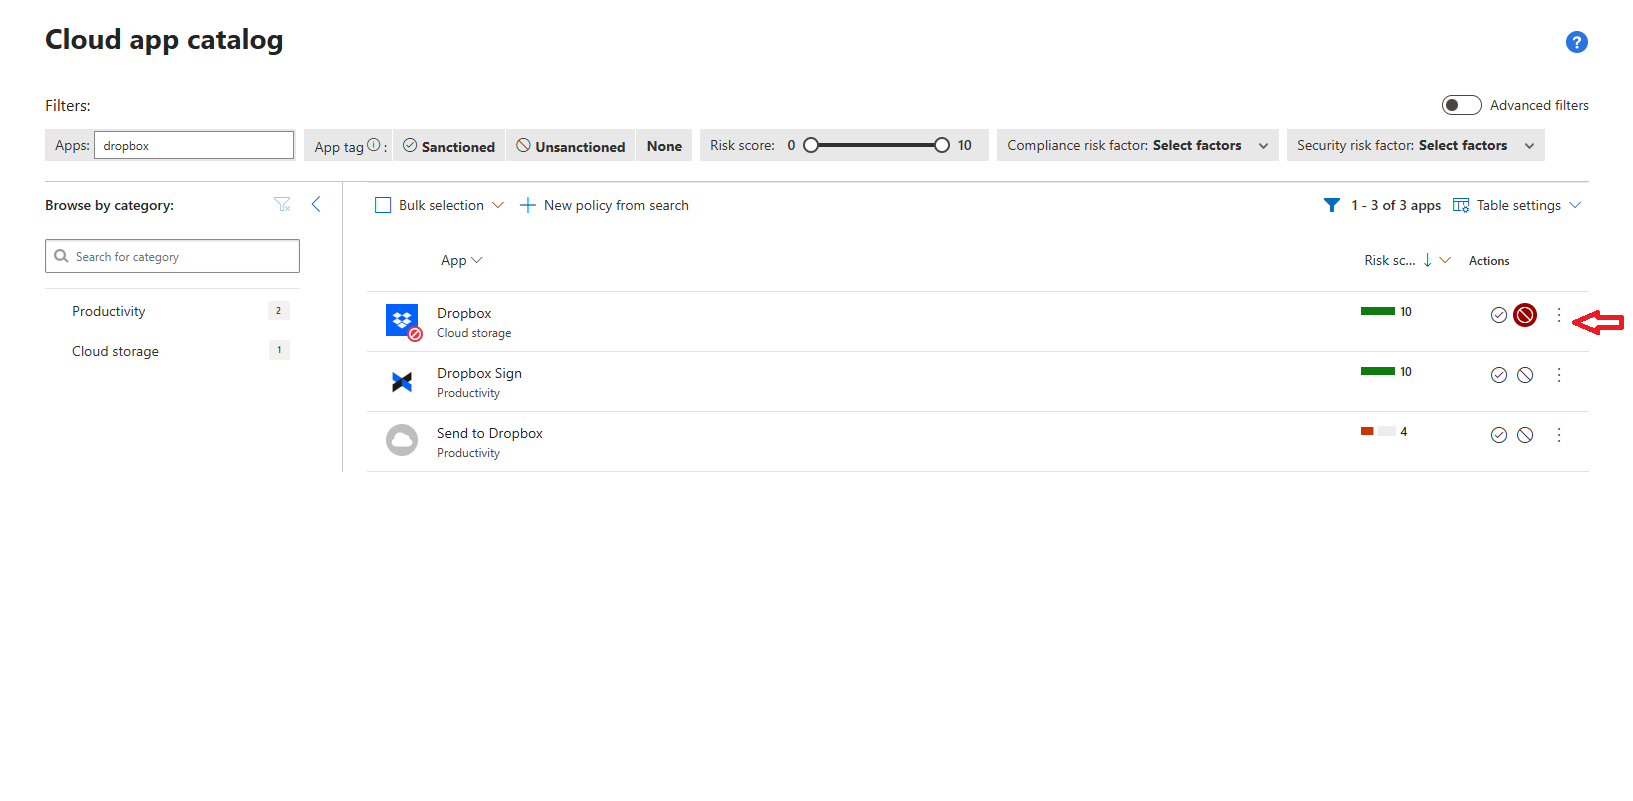 Cloud app catalog
?
Filters:
Advanced filters
Apps: dropbox
App tag i : Sanctioned Unsanctioned None
Risk score: 0 10
Compliance risk factor: Select factors
Security risk factor: Select factors
Browse by category:
Search for category
Productivity 2
Cloud storage 1
Bulk selection
New policy from search
1 - 3 of 3 apps
Table settings
App
Risk sc...
Actions
Dropbox
Cloud storage
10
Dropbox Sign
Productivity
10
Send to Dropbox
Productivity
4